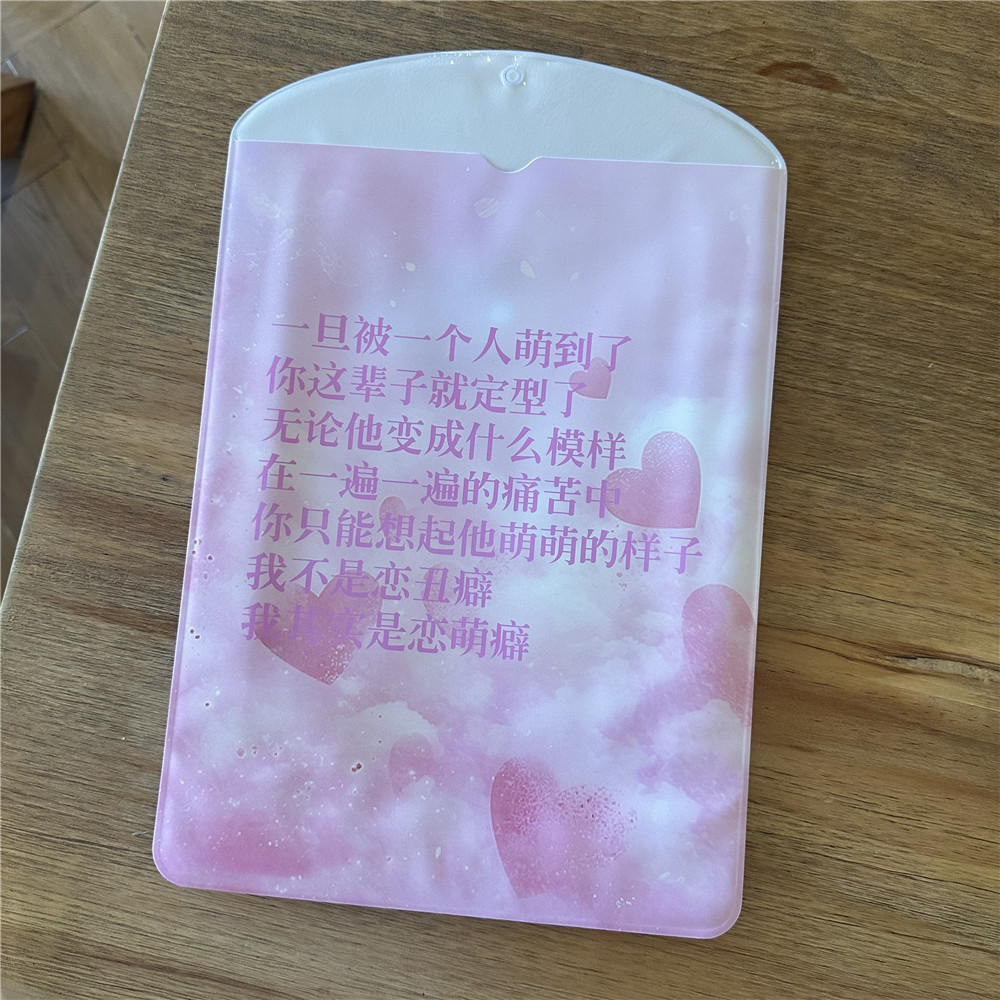 一旦被一个人萌到了
你这辈子就定型了
无论他变成什么模样
在一遍一遍的痛苦中
你只能想起他萌萌的样子
我不是恋丑癖
我其实是恋萌癖